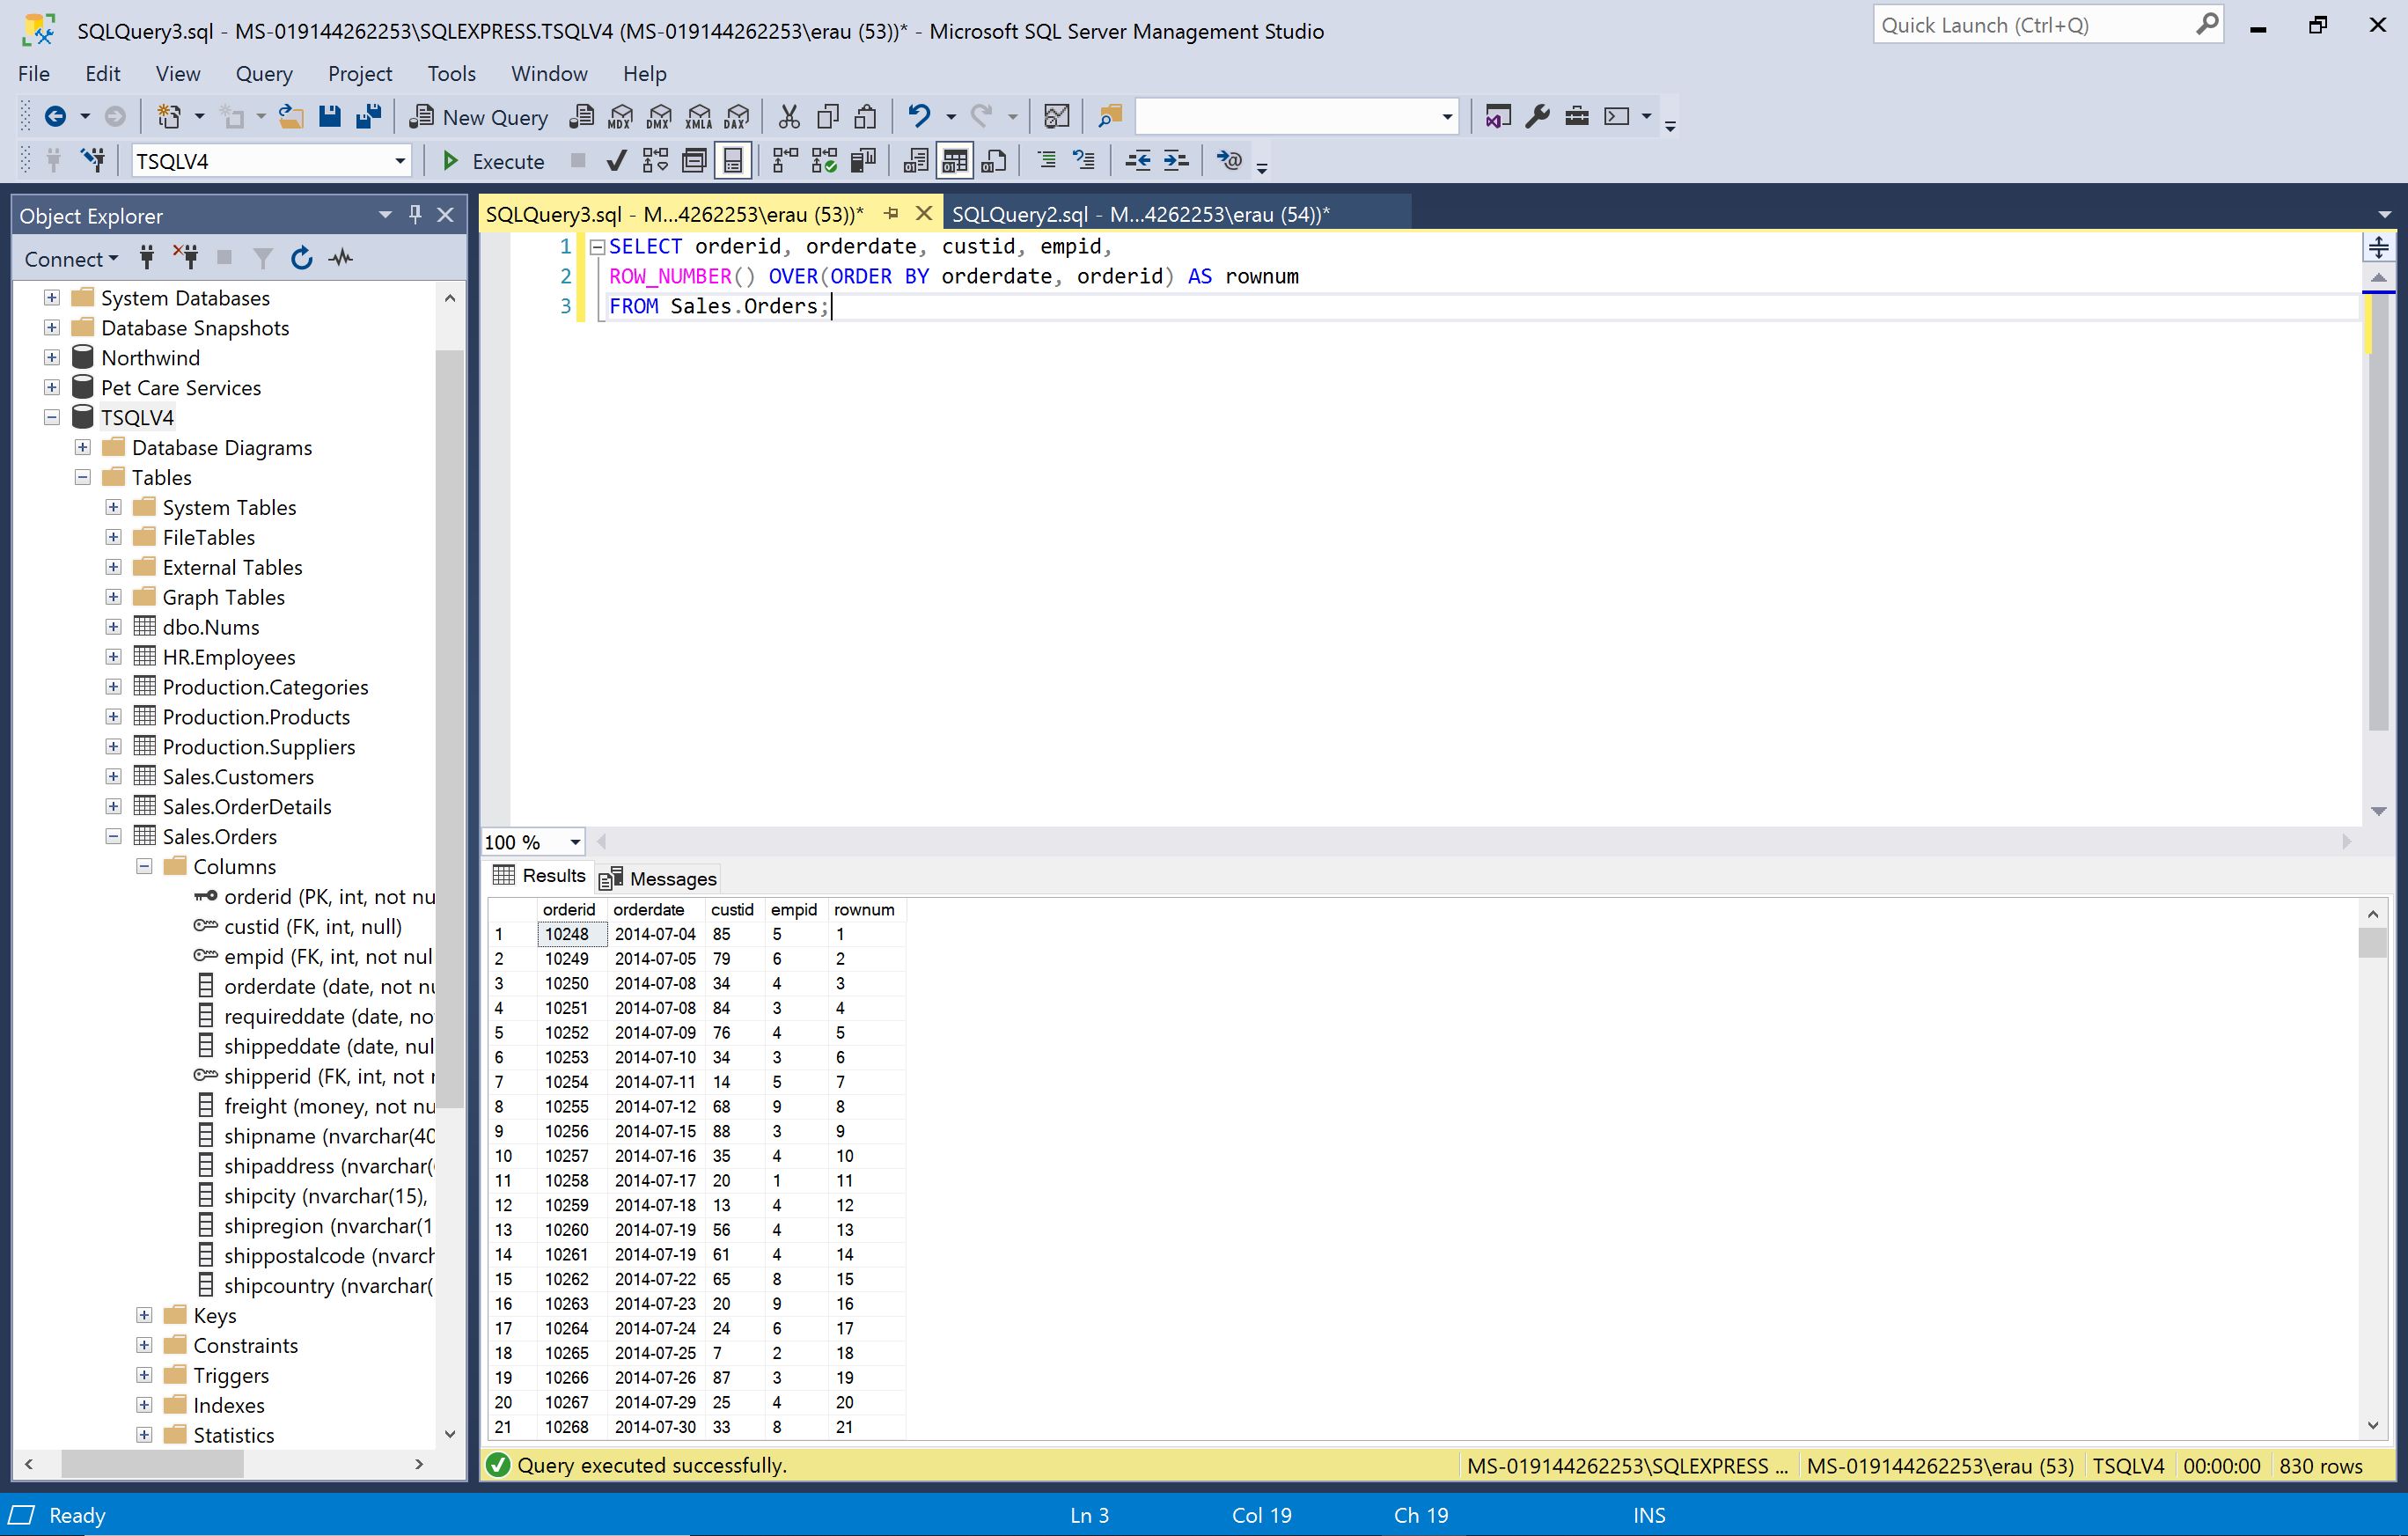 SQLQuery3.sql - MS-019144262253\SQLEXPRESS.TSQLV4 (MS-019144262253\erau (53))* - Microsoft SQL Server Management Studio
Quick Launch (Ctrl+Q)
File Edit View Query Project Tools Window Help
New Query MDX DMX XMLA DAX
TSQLV4 Execute
Object Explorer
Connect
System Databases
Database Snapshots
Northwind
Pet Care Services
TSQLV4
Database Diagrams
Tables
System Tables
FileTables
External Tables
Graph Tables
dbo.Nums
HR.Employees
Production.Categories
Production.Products
Production.Suppliers
Sales.Customers
Sales.OrderDetails
Sales.Orders
Columns
orderid (PK, int, not nu
custid (FK, int, null)
empid (FK, int, not nul
orderdate (date, not nu
requireddate (date, no
shippeddate (date, nul
shipperid (FK, int, not r
freight (money, not nu
shipname (nvarchar(40
shipaddress (nvarchar(
shipcity (nvarchar(15),
shipregion (nvarchar(1
shippostalcode (nvarch
shipcountry (nvarchar(
Keys
Constraints
Triggers
Indexes
Statistics
SQLQuery3.sql - M...4262253\erau (53))* SQLQuery2.sql - M...4262253\erau (54))*
1 SELECT orderid, orderdate, custid, empid,
2 ROW_NUMBER() OVER(ORDER BY orderdate, orderid) AS rownum
3 FROM Sales.Orders;
100 %
Results Messages
orderid orderdate custid empid rownum
1 10248 2014-07-04 85 5 1
2 10249 2014-07-05 79 6 2
3 10250 2014-07-08 34 4 3
4 10251 2014-07-08 84 3 4
5 10252 2014-07-09 76 4 5
6 10253 2014-07-10 34 3 6
7 10254 2014-07-11 14 5 7
8 10255 2014-07-12 68 9 8
9 10256 2014-07-15 88 3 9
10 10257 2014-07-16 35 4 10
11 10258 2014-07-17 20 1 11
12 10259 2014-07-18 13 4 12
13 10260 2014-07-19 56 4 13
14 10261 2014-07-19 61 4 14
15 10262 2014-07-22 65 8 15
16 10263 2014-07-23 20 9 16
17 10264 2014-07-24 24 6 17
18 10265 2014-07-25 7 2 18
19 10266 2014-07-26 87 3 19
20 10267 2014-07-29 25 4 20
21 10268 2014-07-30 33 8 21
Query executed successfully. MS-019144262253\SQLEXPRESS ... MS-019144262253\erau (53) TSQLV4 00:00:00 830 rows
Ready Ln 3 Col 19 Ch 19 INS